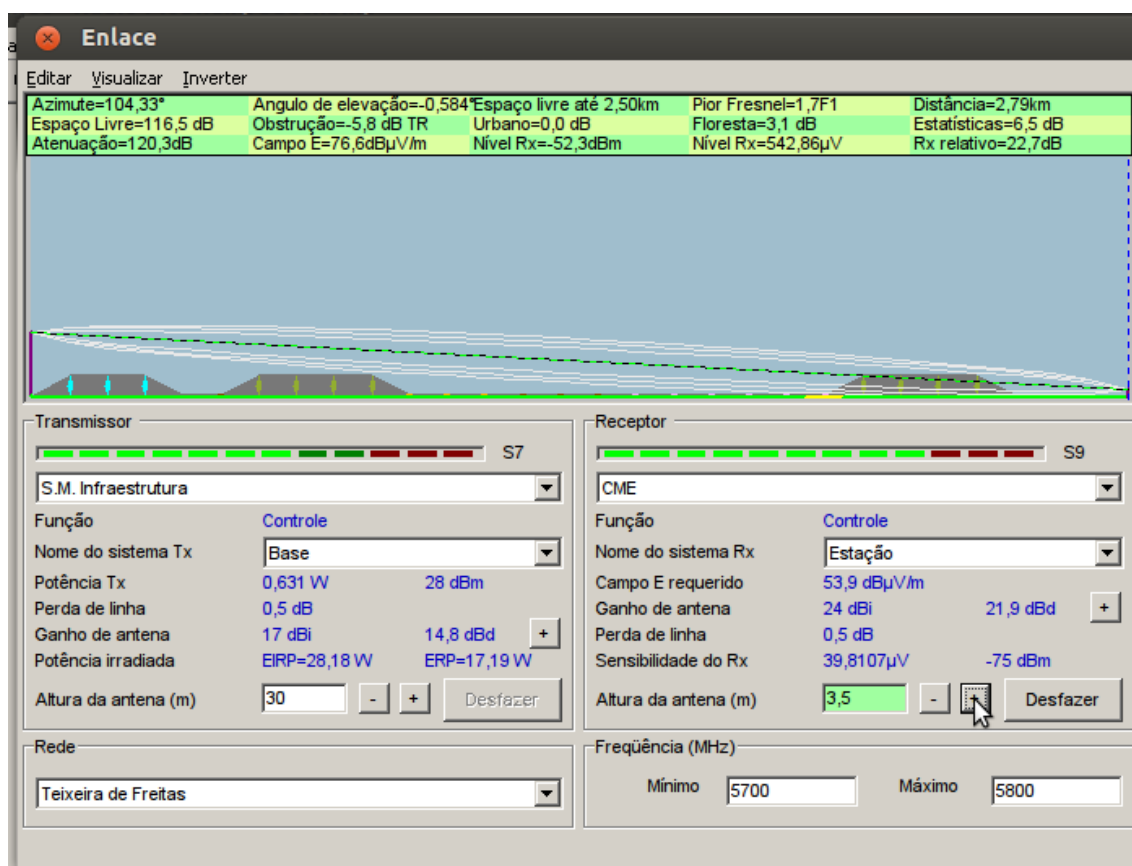 Enlace
Editar Visualizar Inverter
Azimute=104,33° Angulo de elevação=-0,584° Espaço livre até 2,50km Pior Fresnel=1,7F1 Distância=2,79km
Espaço Livre=116,5 dB Obstrução=-5,8 dB TR Urbano=0,0 dB Floresta=3,1 dB Estatísticas=6,5 dB
Atenuação=120,3dB Campo E=76,6dBµV/m Nível Rx=-52,3dBm Nível Rx=542,86µV Rx relativo=22,7dB
Transmissor
S7
S.M. Infraestrutura
Função Controle
Nome do sistema Tx Base
Potência Tx 0,631 W 28 dBm
Perda de linha 0,5 dB
Ganho de antena 17 dBi 14,8 dBd +
Potência irradiada EIRP=28,18 W ERP=17,19 W
Altura da antena (m) 30 - + Desfazer
Rede
Teixeira de Freitas
Receptor
S9
CME
Função Controle
Nome do sistema Rx Estação
Campo E requerido 53,9 dBµV/m
Ganho de antena 24 dBi 21,9 dBd +
Perda de linha 0,5 dB
Sensibilidade do Rx 39,8107µV -75 dBm
Altura da antena (m) 3,5 - + Desfazer
Freqüência (MHz)
Mínimo 5700 Máximo 5800